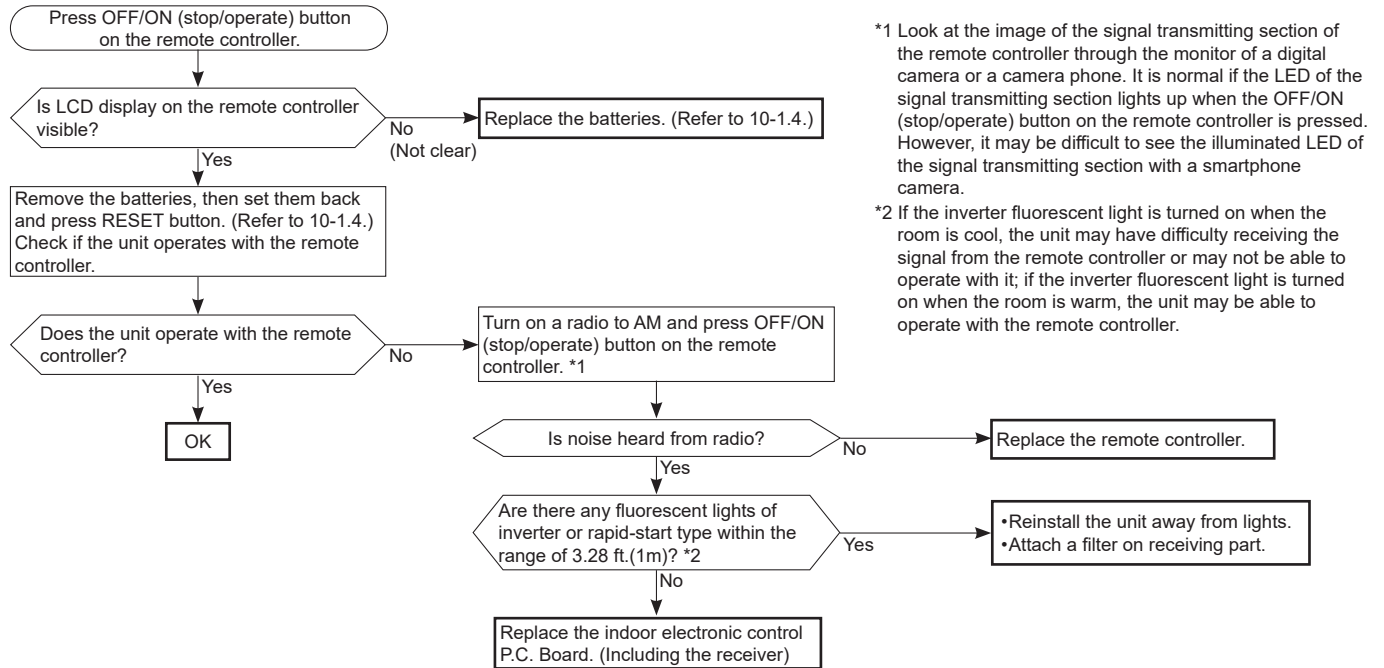 Press OFF/ON (stop/operate) button
on the remote controller.
Is LCD display on the remote controller
visible?
No
(Not clear)
Replace the batteries. (Refer to 10-1.4.)
Yes
Remove the batteries, then set them back
and press RESET button. (Refer to 10-1.4.)
Check if the unit operates with the remote
controller.
Does the unit operate with the remote
controller?
No
Yes
OK
Turn on a radio to AM and press OFF/ON
(stop/operate) button on the remote
controller. *1
Is noise heard from radio?
No
Replace the remote controller.
Yes
Are there any fluorescent lights of
inverter or rapid-start type within the
range of 3.28 ft.(1m)? *2
Yes
•Reinstall the unit away from lights.
•Attach a filter on receiving part.
No
Replace the indoor electronic control
P.C. Board. (Including the receiver)
*1 Look at the image of the signal transmitting section of
the remote controller through the monitor of a digital
camera or a camera phone. It is normal if the LED of the
signal transmitting section lights up when the OFF/ON
(stop/operate) button on the remote controller is pressed.
However, it may be difficult to see the illuminated LED of
the signal transmitting section with a smartphone
camera.
*2 If the inverter fluorescent light is turned on when the
room is cool, the unit may have difficulty receiving the
signal from the remote controller or may not be able to
operate with it; if the inverter fluorescent light is turned
on when the room is warm, the unit may be able to
operate with the remote controller.